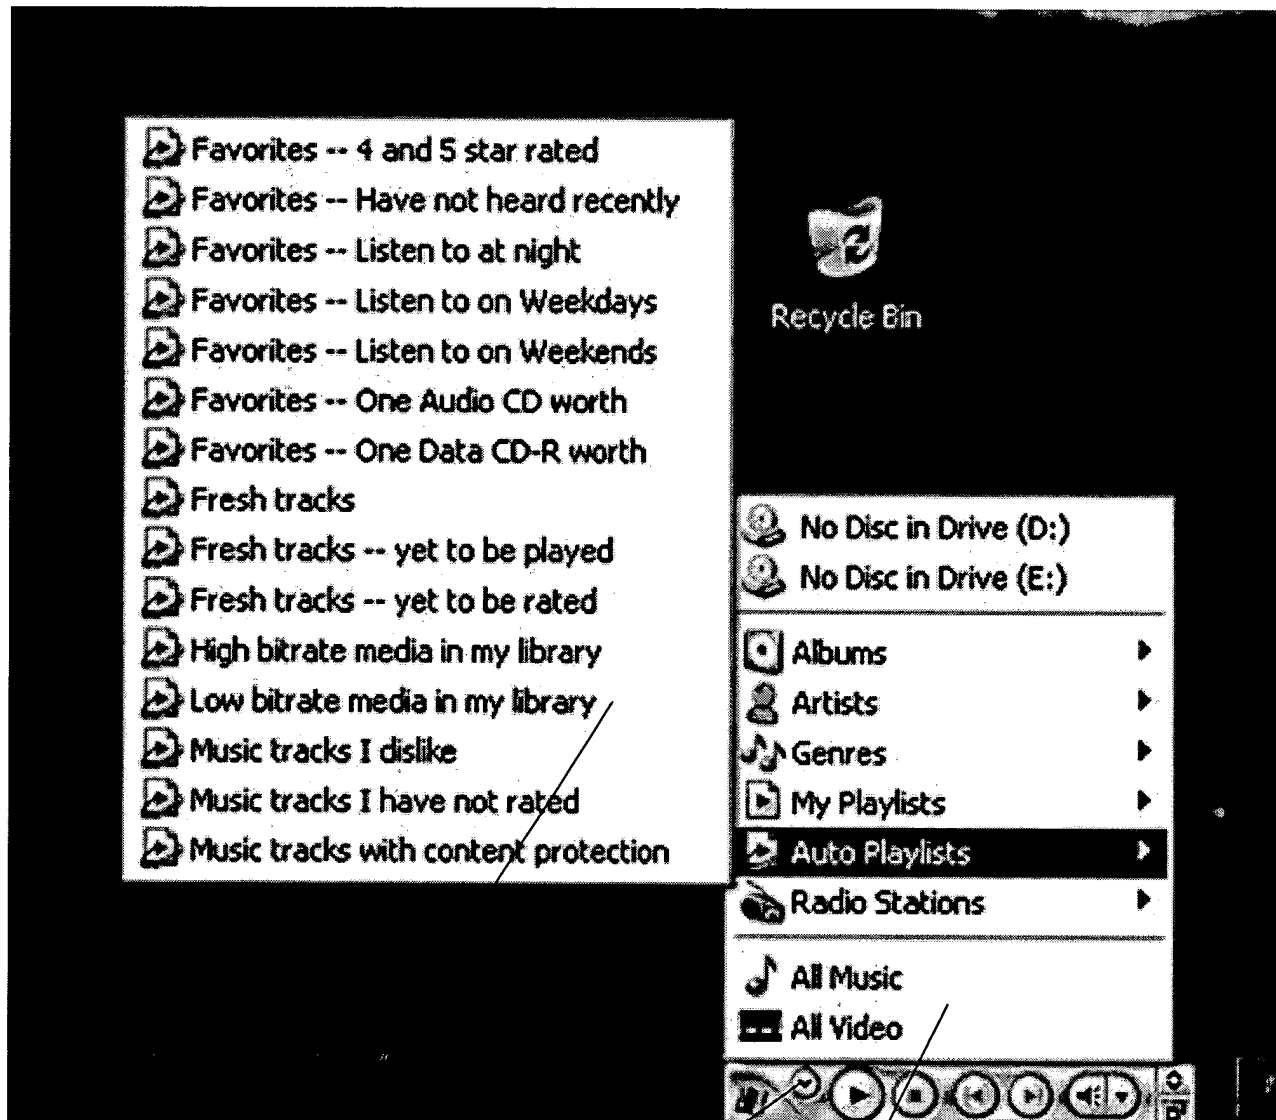 Favorites -- 4 and 5 star rated
Favorites -- Have not heard recently
Favorites -- Listen to at night
Favorites -- Listen to on Weekdays
Favorites -- Listen to on Weekends
Favorites -- One Audio CD worth
Favorites -- One Data CD-R worth
Fresh tracks
Fresh tracks -- yet to be played
Fresh tracks -- yet to be rated
High bitrate media in my library
Low bitrate media in my library
Music tracks I dislike
Music tracks I have not rated
Music tracks with content protection
Recycle Bin
No Disc in Drive (D:)
No Disc in Drive (E:)
Albums
Artists
Genres
My Playlists
Auto Playlists
Radio Stations
All Music
All Video